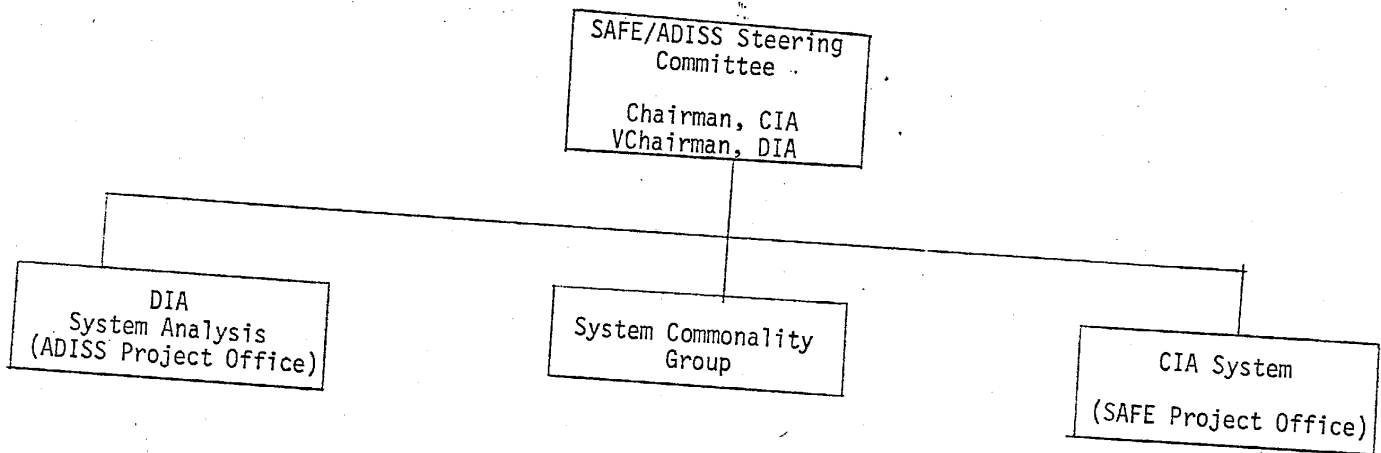 SAFE/ADISS Steering
Committee
Chairman, CIA
VChairman, DIA
DIA
System Analysis
(ADISS Project Office)
System Commonality
Group
CIA System
(SAFE Project Office)